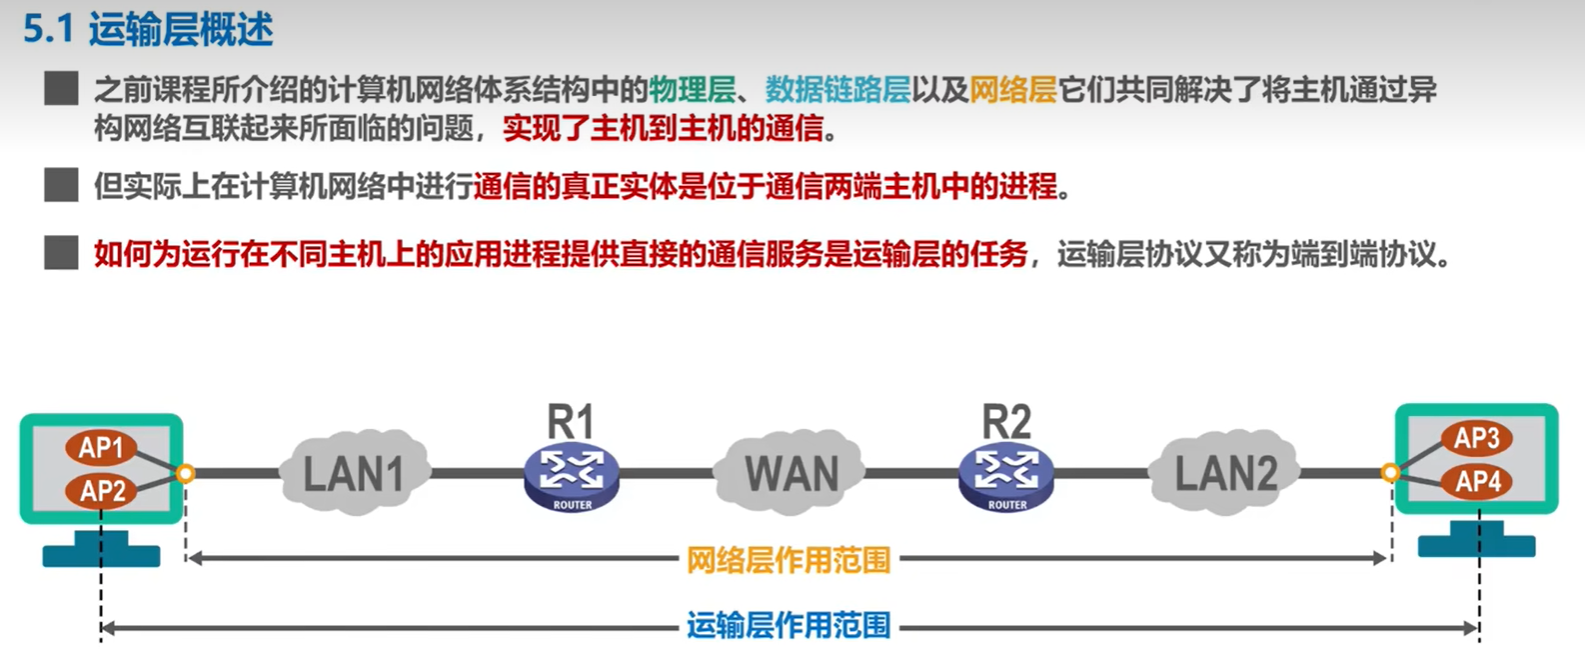 5.1 运输层概述
之前课程所介绍的计算机网络体系结构中的物理层、数据链路层以及网络层它们共同解决了将主机通过异
构网络互联起来所面临的问题，实现了主机到主机的通信。
但实际上在计算机网络中进行通信的真正实体是位于通信两端主机中的进程。
如何为运行在不同主机上的应用进程提供直接的通信服务是运输层的任务，运输层协议又称为端到端协议。
R1
R2
AP1
AP2
LAN1
ROUTER
WAN
ROUTER
LAN2
AP3
AP4
网络层作用范围
运输层作用范围